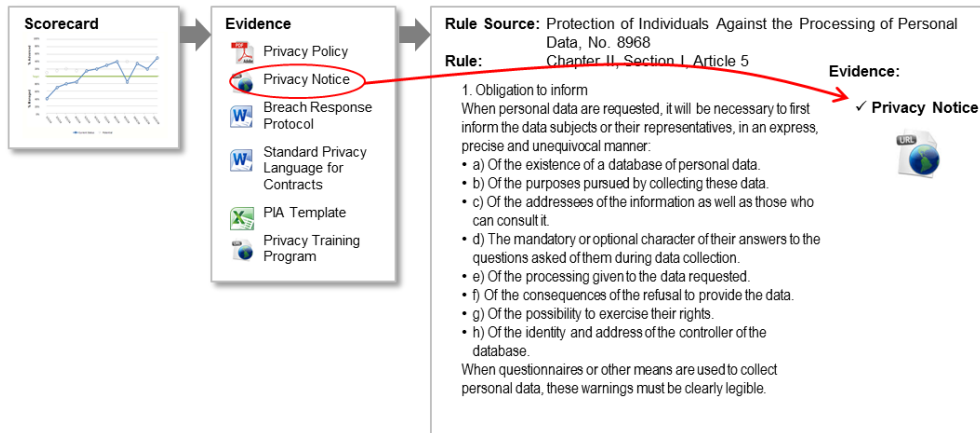 Scorecard
Evidence
Privacy Policy
Privacy Notice
Breach Response
Protocol
Standard Privacy
Language for
Contracts
PIA Template
Privacy Training
Program
Rule Source: Protection of Individuals Against the Processing of Personal
Data, No. 8968
Rule: Chapter II, Section I, Article 5
1. Obligation to inform
When personal data are requested, it will be necessary to first
inform the data subjects or their representatives, in an express,
precise and unequivocal manner:
• a) Of the existence of a database of personal data.
• b) Of the purposes pursued by collecting these data.
• c) Of the addressees of the information as well as those who
can consult it.
• d) The mandatory or optional character of their answers to the
questions asked of them during data collection.
• e) Of the processing given to the data requested.
• f) Of the consequences of the refusal to provide the data.
• g) Of the possibility to exercise their rights.
• h) Of the identity and address of the controller of the
database.
When questionnaires or other means are used to collect
personal data, these warnings must be clearly legible.
Evidence:
✓ Privacy Notice
URL